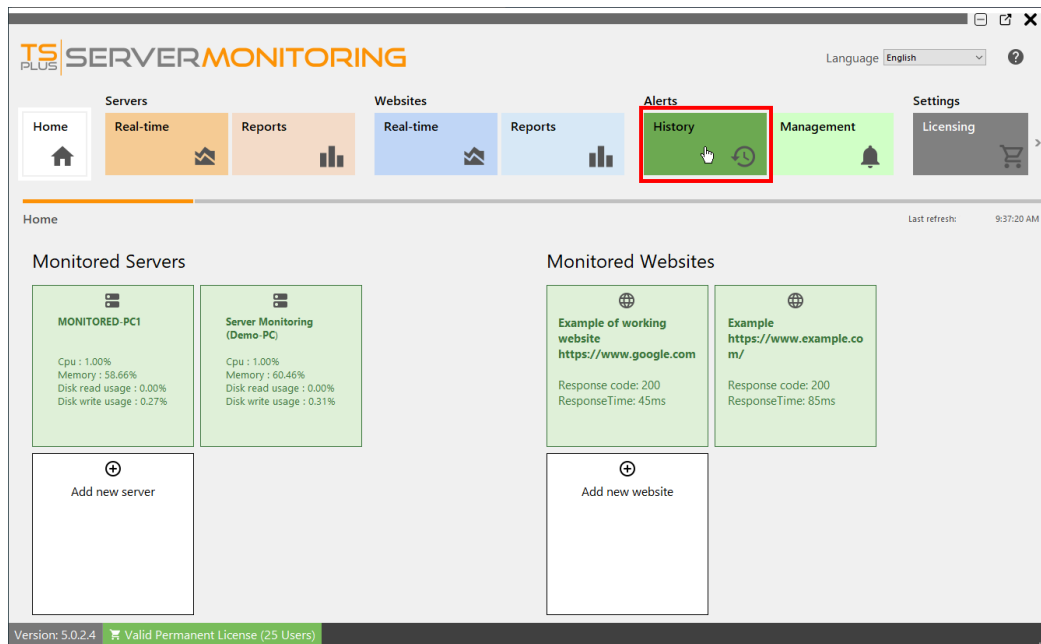 TS PLUS SERVERMONITORING
Language English
Servers
Websites
Alerts
Settings
Home
Real-time
Reports
Real-time
Reports
History
Management
Licensing
Home
Last refresh: 9:37:20 AM
Monitored Servers
MONITORED-PC1
Cpu : 1.00%
Memory : 58.66%
Disk read usage : 0.00%
Disk write usage : 0.27%
Server Monitoring
(Demo-PC)
Cpu : 1.00%
Memory : 60.46%
Disk read usage : 0.00%
Disk write usage : 0.31%
Add new server
Monitored Websites
Example of working
website
https://www.google.com
Response code: 200
ResponseTime: 45ms
Example
https://www.example.co
m/
Response code: 200
ResponseTime: 85ms
Add new website
Version: 5.0.2.4
Valid Permanent License (25 Users)